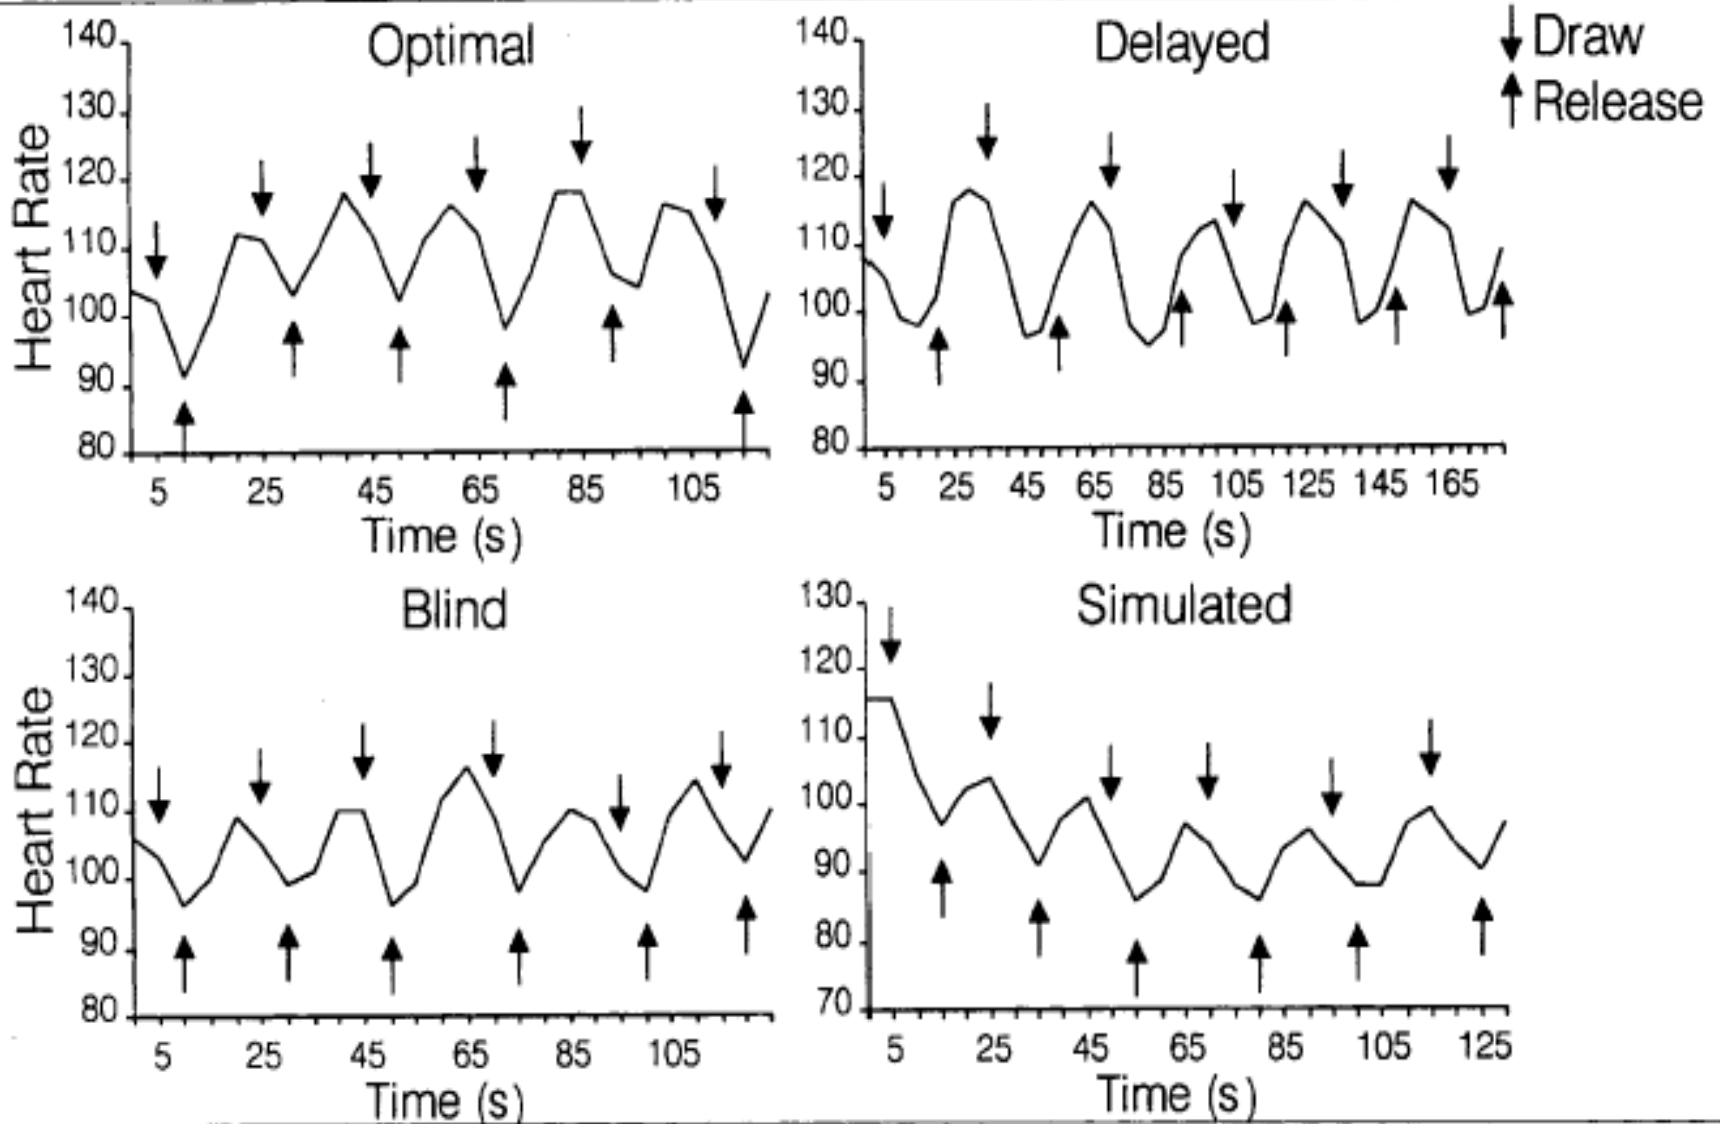 Optimal
140
130
120
110
100
90
80
Heart Rate
5 25 45 65 85 105
Time (s)
Delayed
140
130
120
110
100
90
80
5 25 45 65 85 105 125 145 165
Time (s)
Draw
Release
Blind
140
130
120
110
100
90
80
Heart Rate
5 25 45 65 85 105
Time (s)
Simulated
130
120
110
100
90
80
70
5 25 45 65 85 105 125
Time (s)